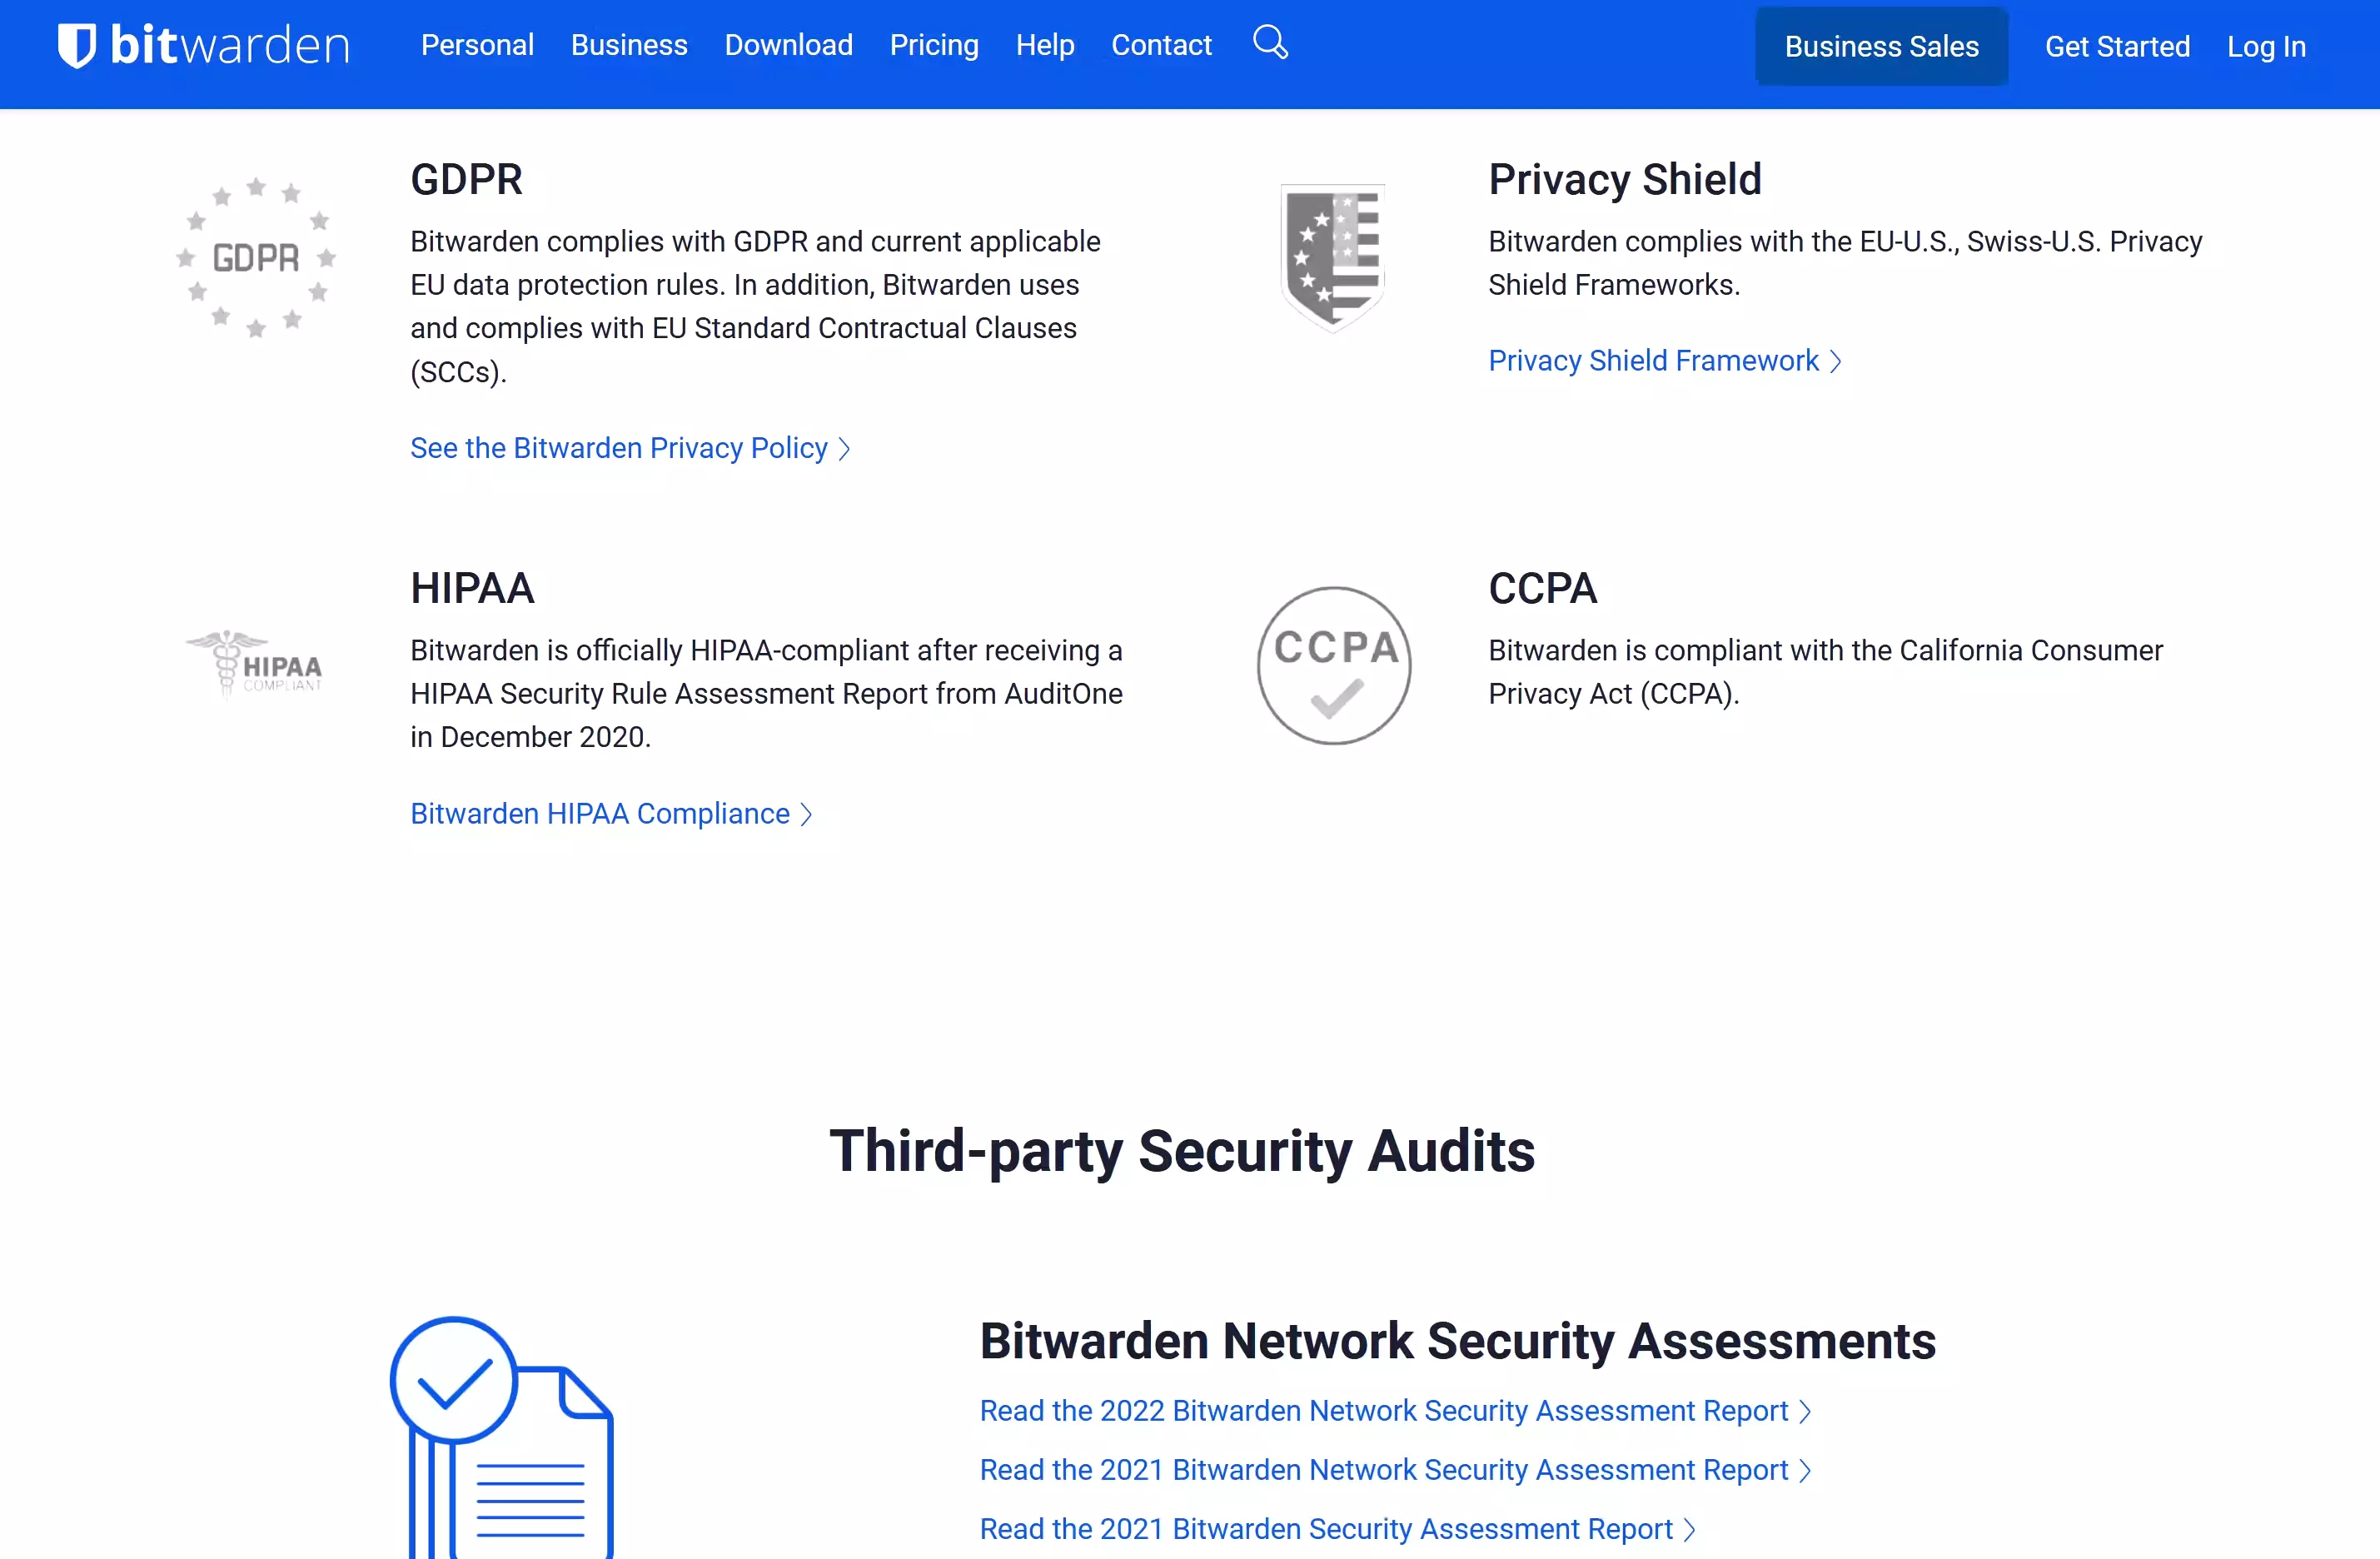 bitwarden
Personal Business Download Pricing Help Contact
Business Sales Get Started Log In
GDPR
GDPR
Bitwarden complies with GDPR and current applicable
EU data protection rules. In addition, Bitwarden uses
and complies with EU Standard Contractual Clauses
(SCCs).
See the Bitwarden Privacy Policy
Privacy Shield
Bitwarden complies with the EU-U.S., Swiss-U.S. Privacy
Shield Frameworks.
Privacy Shield Framework
HIPAA
COMPLIANT
HIPAA
Bitwarden is officially HIPAA-compliant after receiving a
HIPAA Security Rule Assessment Report from AuditOne
in December 2020.
Bitwarden HIPAA Compliance
CCPA
CCPA
Bitwarden is compliant with the California Consumer
Privacy Act (CCPA).
Third-party Security Audits
Bitwarden Network Security Assessments
Read the 2022 Bitwarden Network Security Assessment Report
Read the 2021 Bitwarden Network Security Assessment Report
Read the 2021 Bitwarden Security Assessment Report